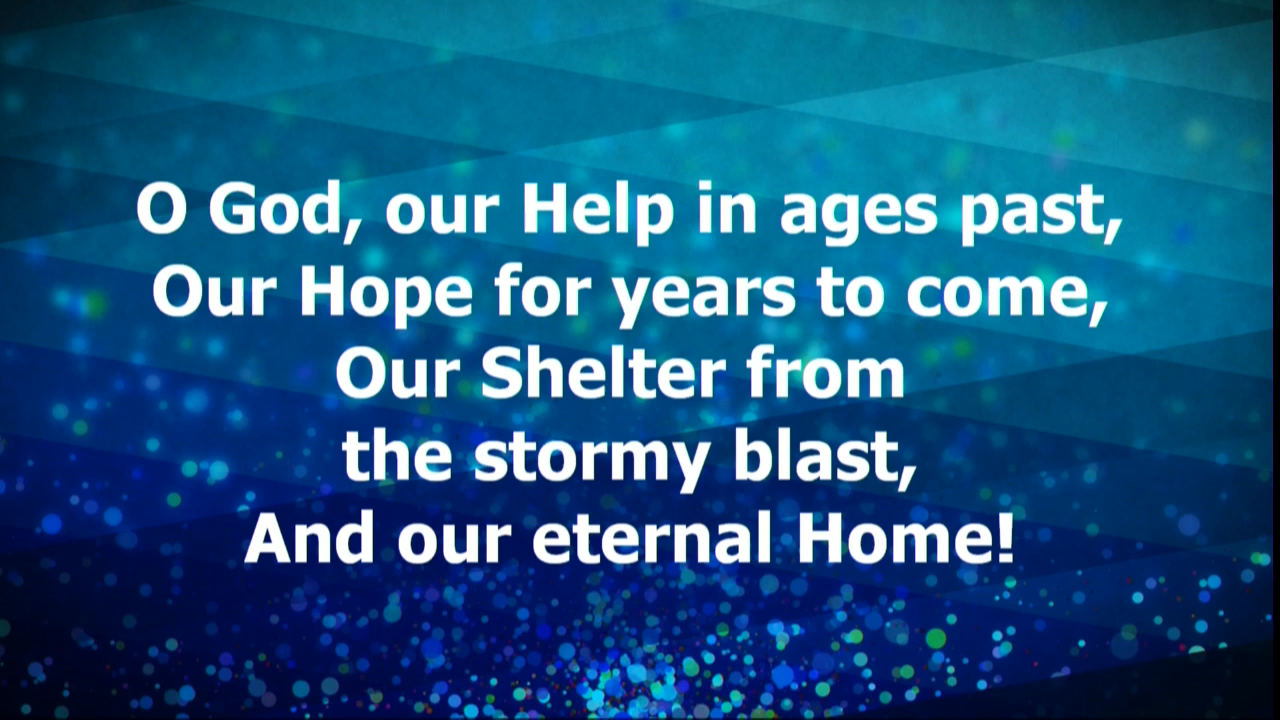 O God, our Help in ages past,
Our Hope for years to come,
Our Shelter from
the stormy blast,
And our eternal Home!